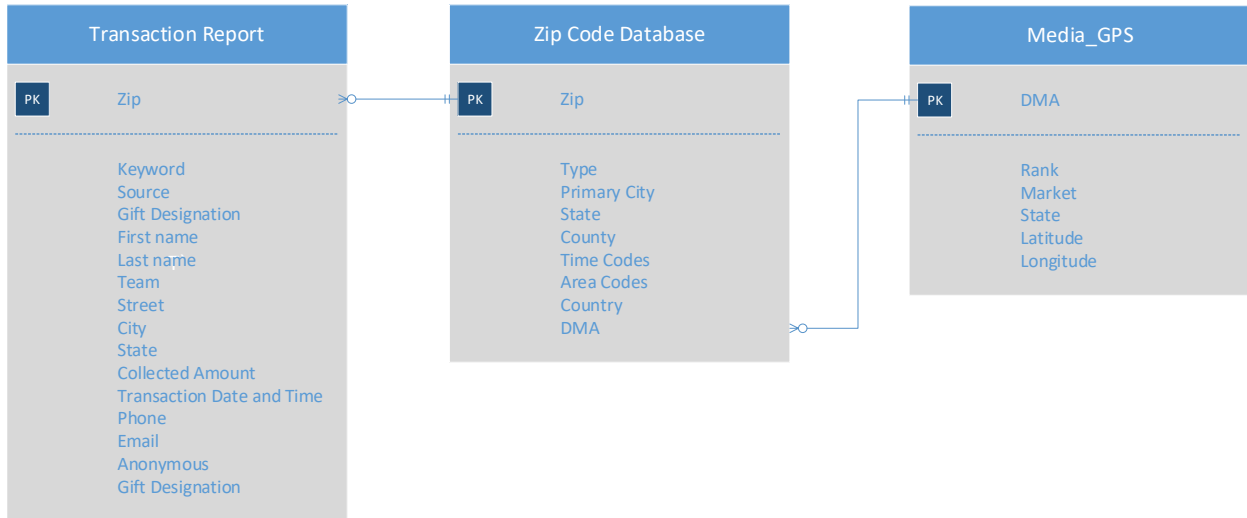 Transaction Report
PK
Zip
Keyword
Source
Gift Designation
First name
Last name
Team
Street
City
State
Collected Amount
Transaction Date and Time
Phone
Email
Anonymous
Gift Designation
Zip Code Database
PK
Zip
Type
Primary City
State
County
Time Codes
Area Codes
Country
DMA
Media_GPS
PK
DMA
Rank
Market
State
Latitude
Longitude